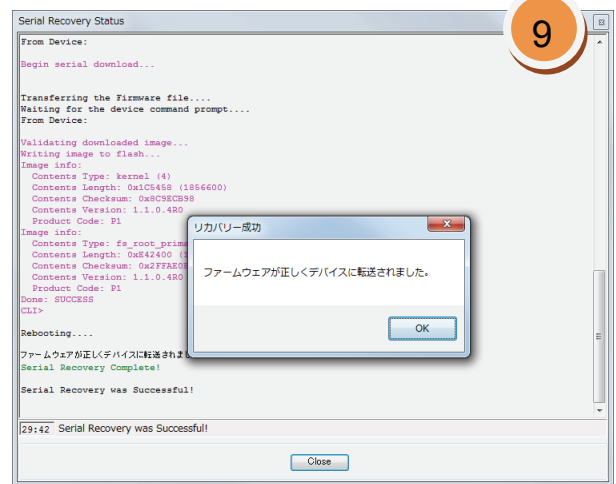 Serial Recovery Status
9
From Device:
Begin serial download...
Transferring the Firmware file....
Waiting for the device command prompt....
From Device:
Validating downloaded image...
Writing image to flash...
Image info:
Contents Type: kernel (4)
Contents Length: 0x1C5458 (1856600)
Contents Checksum: 0x8C9ECB98
Contents Version: 1.1.0.4R0
Product Code: P1
Image info:
Contents Type: fs_root_prima
Contents Length: 0xE42400 (
Contents Checksum: 0x2FFAE0
Contents Version: 1.1.0.4R0
Product Code: P1
Done: SUCCESS
CLI>
Rebooting....
ファームウェアが正しくデバイスに転送されま
Serial Recovery Complete!
Serial Recovery was Successful!
リカバリー成功
ファームウェアが正しくデバイスに転送されました。
OK
29:42 Serial Recovery was Successful!
Close